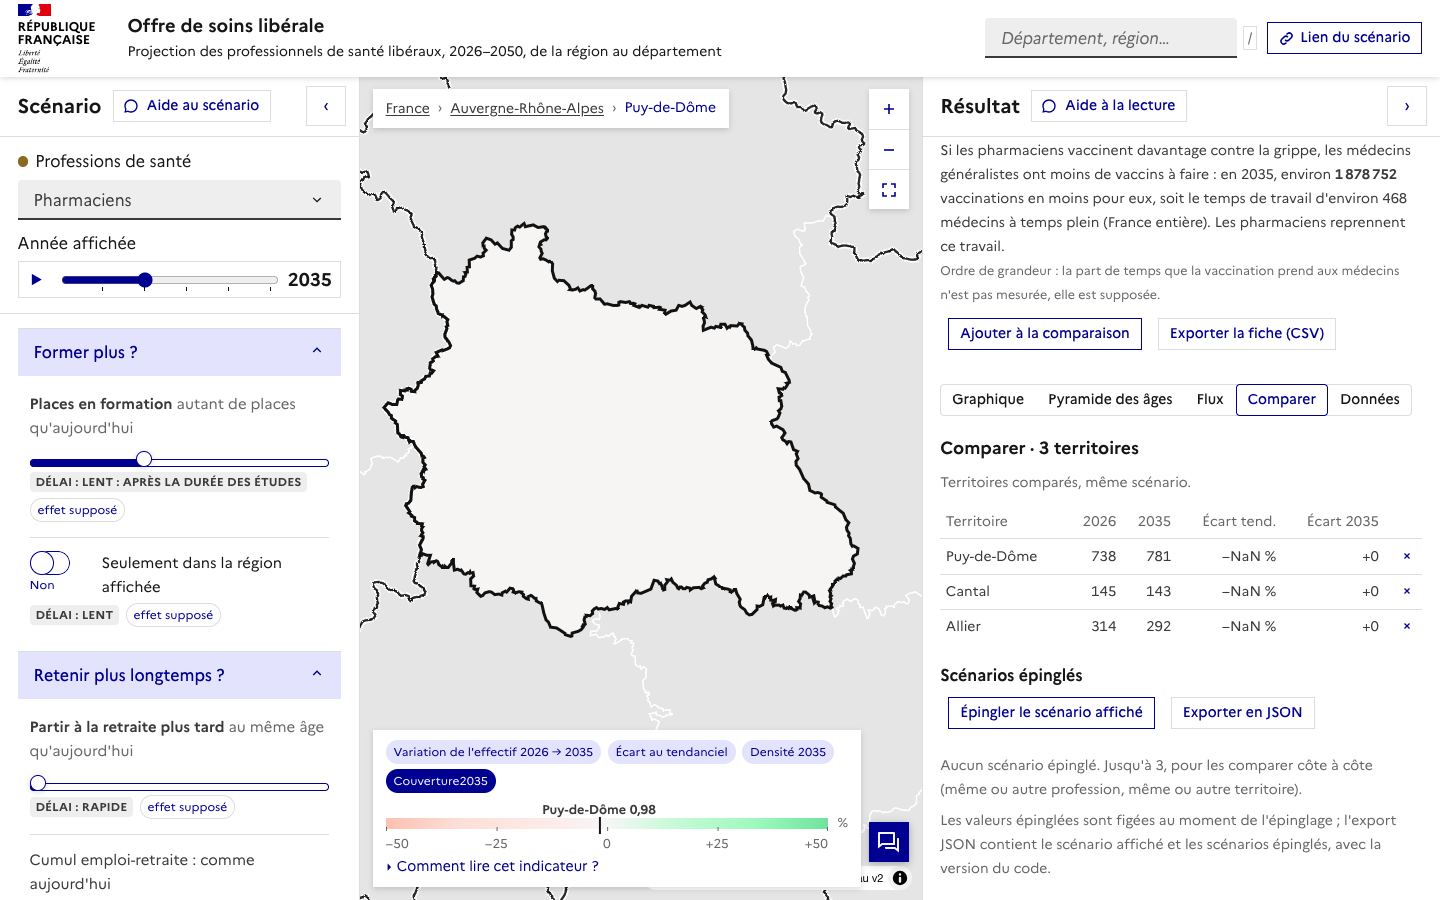 RÉPUBLIQUE
FRANÇAISE
Liberté
Égalité
Fraternité
Offre de soins libérale
Projection des professionnels de santé libéraux, 2026–2050, de la région au département
Département, région…
/
Lien du scénario
Scénario
Aide au scénario
Professions de santé
Pharmaciens
Année affichée
2035
Former plus ?
Places en formation autant de places
qu'aujourd'hui
DÉLAI : LENT : APRÈS LA DURÉE DES ÉTUDES
effet supposé
Non
Seulement dans la région
affichée
DÉLAI : LENT
effet supposé
Retenir plus longtemps ?
Partir à la retraite plus tard au même âge
qu'aujourd'hui
DÉLAI : RAPIDE
effet supposé
Cumul emploi-retraite : comme
aujourd'hui
France › Auvergne-Rhône-Alpes › Puy-de-Dôme
+
−
Variation de l'effectif 2026 → 2035
Écart au tendanciel
Densité 2035
Couverture2035
Puy-de-Dôme 0,98
%
−50 −25 0 +25 +50
Comment lire cet indicateur ?
au v2
Résultat
Aide à la lecture
Si les pharmaciens vaccinent davantage contre la grippe, les médecins
généralistes ont moins de vaccins à faire : en 2035, environ 1 878 752
vaccinations en moins pour eux, soit le temps de travail d'environ 468
médecins à temps plein (France entière). Les pharmaciens reprennent
ce travail.
Ordre de grandeur : la part de temps que la vaccination prend aux médecins
n'est pas mesurée, elle est supposée.
Ajouter à la comparaison
Exporter la fiche (CSV)
Graphique Pyramide des âges Flux Comparer Données
Comparer · 3 territoires
Territoires comparés, même scénario.
Territoire 2026 2035 Écart tend. Écart 2035
Puy-de-Dôme 738 781 −NaN % +0 ×
Cantal 145 143 −NaN % +0 ×
Allier 314 292 −NaN % +0 ×
Scénarios épinglés
Épingler le scénario affiché
Exporter en JSON
Aucun scénario épinglé. Jusqu'à 3, pour les comparer côte à côte
(même ou autre profession, même ou autre territoire).
Les valeurs épinglées sont figées au moment de l'épinglage ; l'export
JSON contient le scénario affiché et les scénarios épinglés, avec la
version du code.